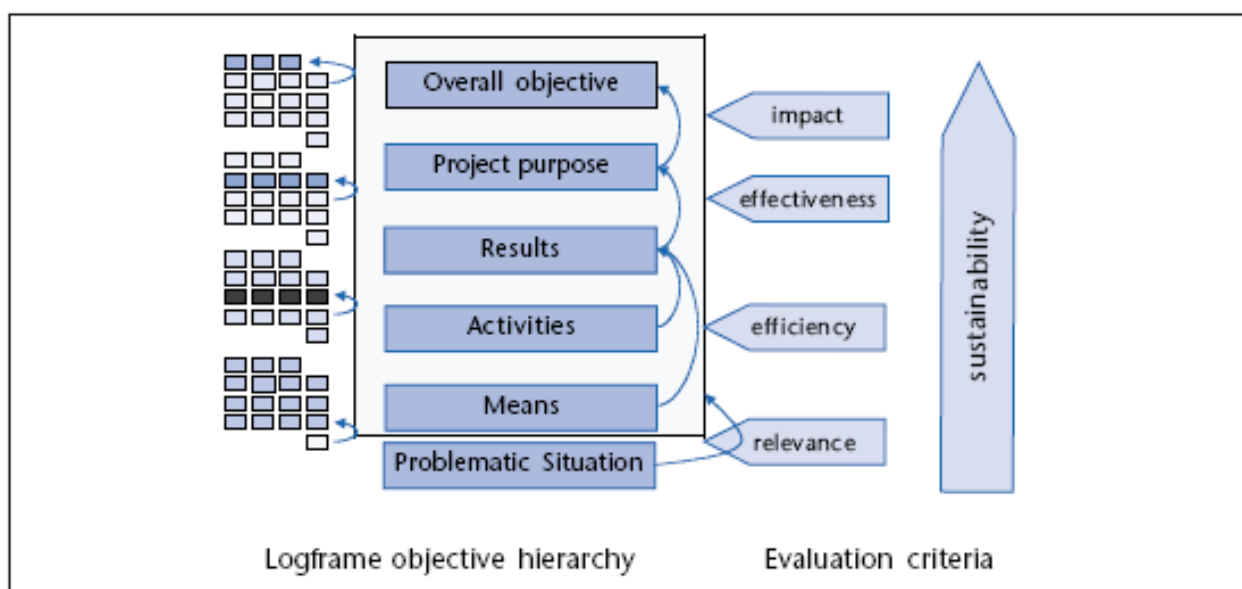 Overall objective
impact
Project purpose
effectiveness
Results
Activities
efficiency
Means
relevance
Problematic Situation
sustainability
Logframe objective hierarchy
Evaluation criteria